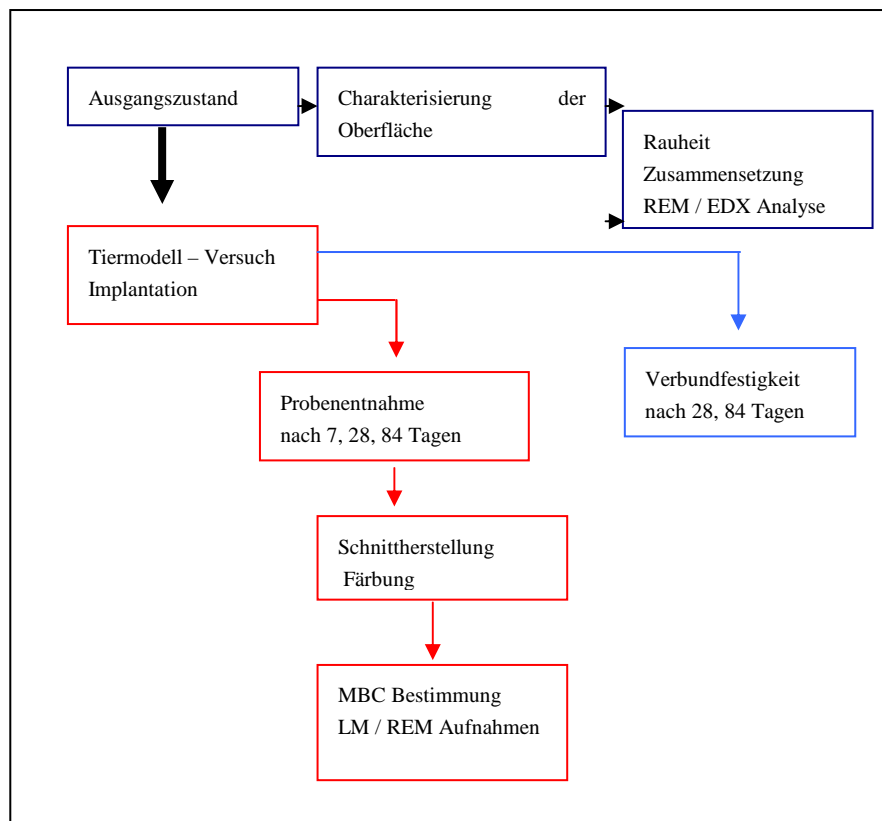 Ausgangszustand
Charakterisierung der
Oberfläche
Rauheit
Zusammensetzung
REM / EDX Analyse
Tiermodell – Versuch
Implantation
Verbundfestigkeit
nach 28, 84 Tagen
Probenentnahme
nach 7, 28, 84 Tagen
Schnittherstellung
Färbung
MBC Bestimmung
LM / REM Aufnahmen